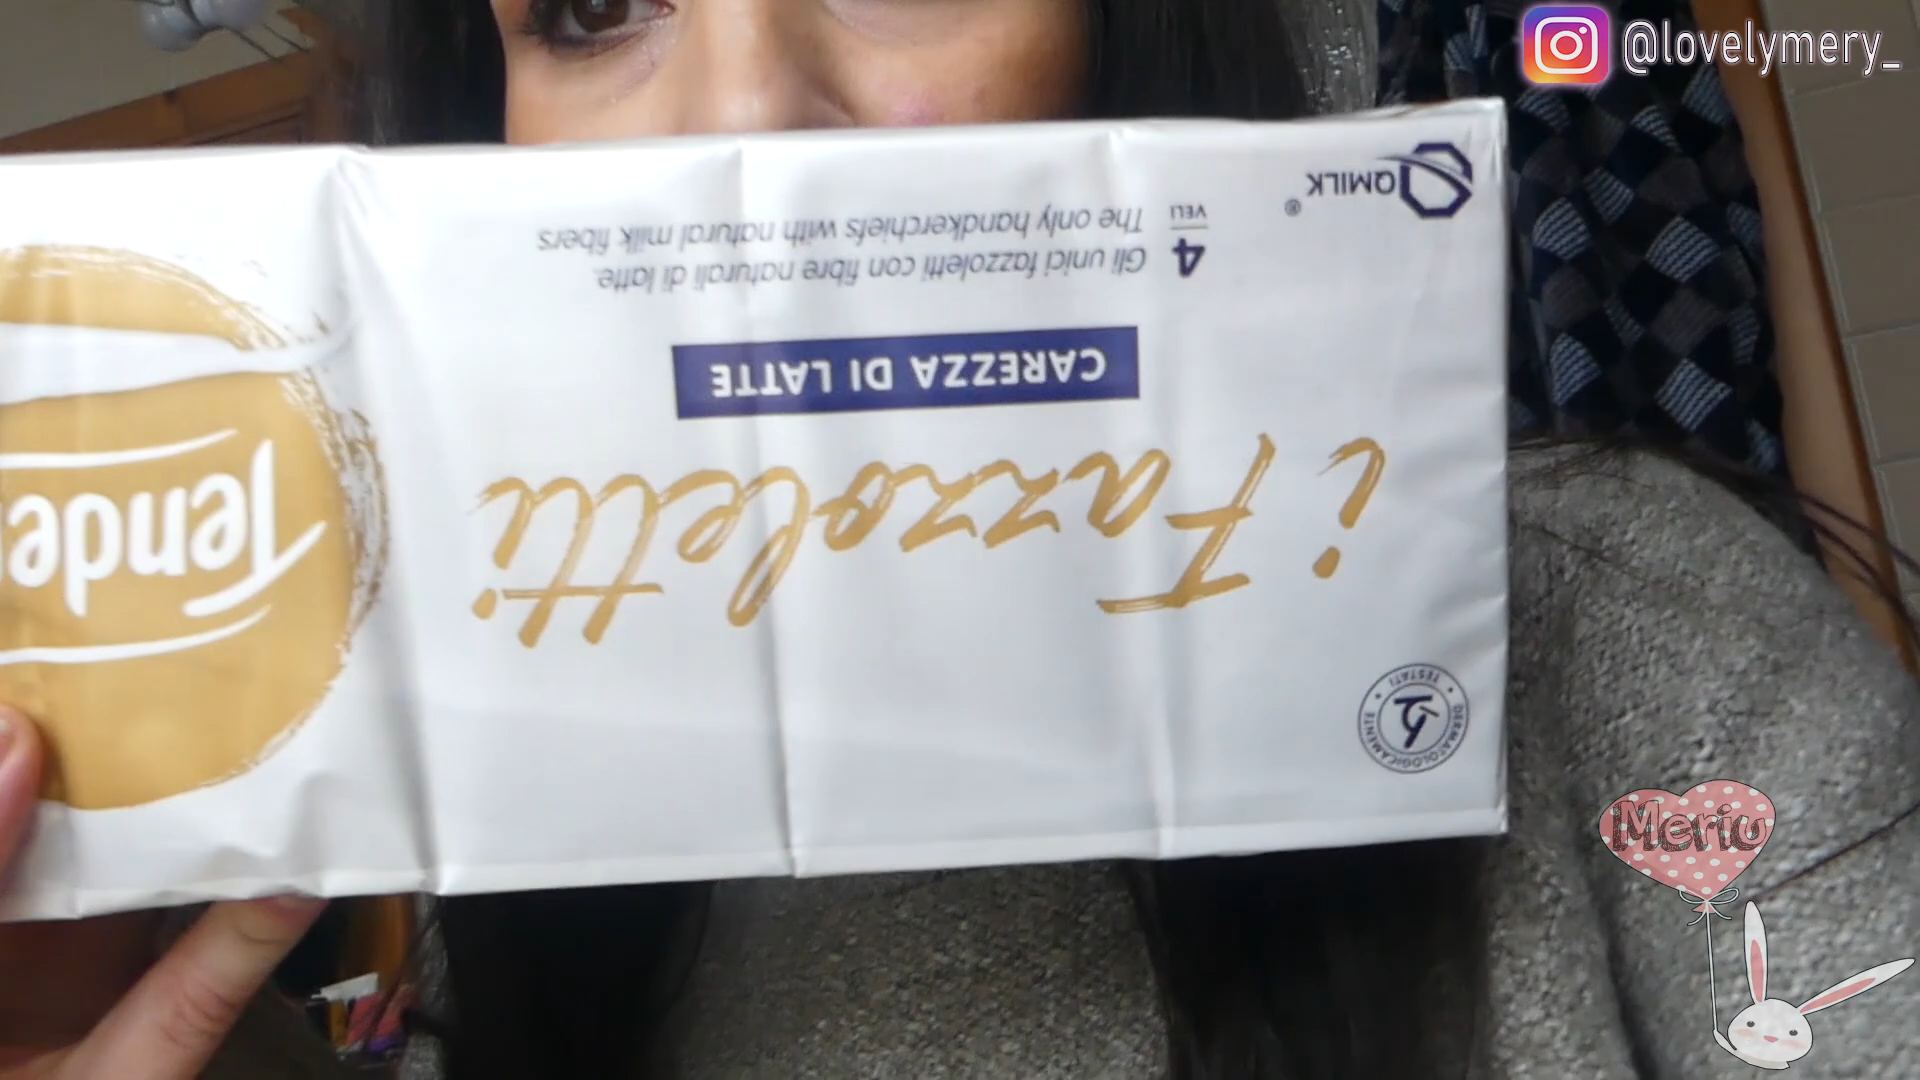 @lovelymery_
i Fazzoletti
CAREZZA DI LATTE
4
VELI
Gli unici fazzoletti con fibre naturali di latte.
The only handkerchiefs with natural milk fibers
QMILK®
DERMATOLOGICAMENTE
TESTATI
Meriu